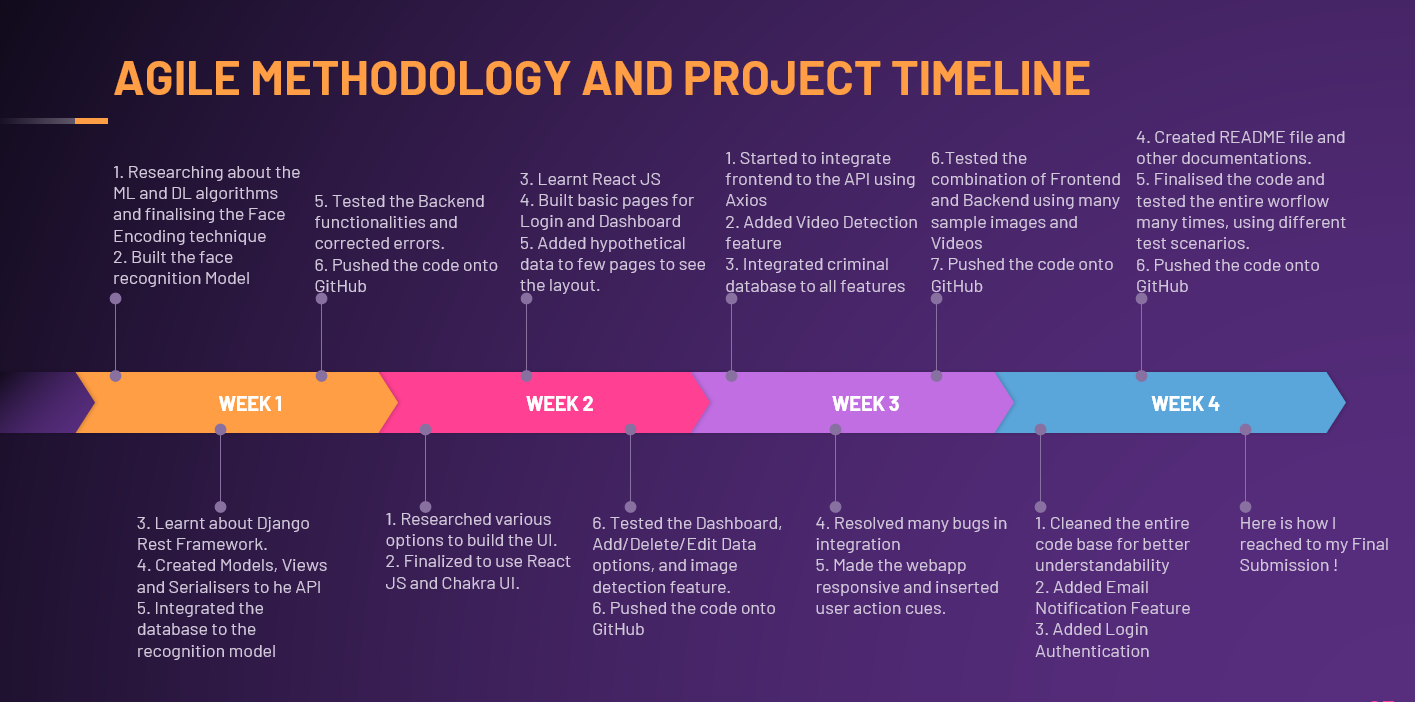 AGILE METHODOLOGY AND PROJECT TIMELINE
1. Researching about the
ML and DL algorithms
and finalising the Face
Encoding technique
2. Built the face
recognition Model
5. Tested the Backend
functionalities and
corrected errors.
6. Pushed the code onto
GitHub
3. Learnt React JS
4. Built basic pages for
Login and Dashboard
5. Added hypothetical
data to few pages to see
the layout.
1. Started to integrate
frontend to the API using
Axios
2. Added Video Detection
feature
3. Integrated criminal
database to all features
6.Tested the
combination of Frontend
and Backend using many
sample images and
Videos
7. Pushed the code onto
GitHub
4. Created README file and
other documentations.
5. Finalised the code and
tested the entire worflow
many times, using different
test scenarios.
6. Pushed the code onto
GitHub
WEEK 1
WEEK 2
WEEK 3
WEEK 4
3. Learnt about Django
Rest Framework.
4. Created Models, Views
and Serialisers to he API
5. Integrated the
database to the
recognition model
1. Researched various
options to build the UI.
2. Finalized to use React
JS and Chakra UI.
6. Tested the Dashboard,
Add/Delete/Edit Data
options, and image
detection feature.
6. Pushed the code onto
GitHub
4. Resolved many bugs in
integration
5. Made the webapp
responsive and inserted
user action cues.
1. Cleaned the entire
code base for better
understandability
2. Added Email
Notification Feature
3. Added Login
Authentication
Here is how I
reached to my Final
Submission !